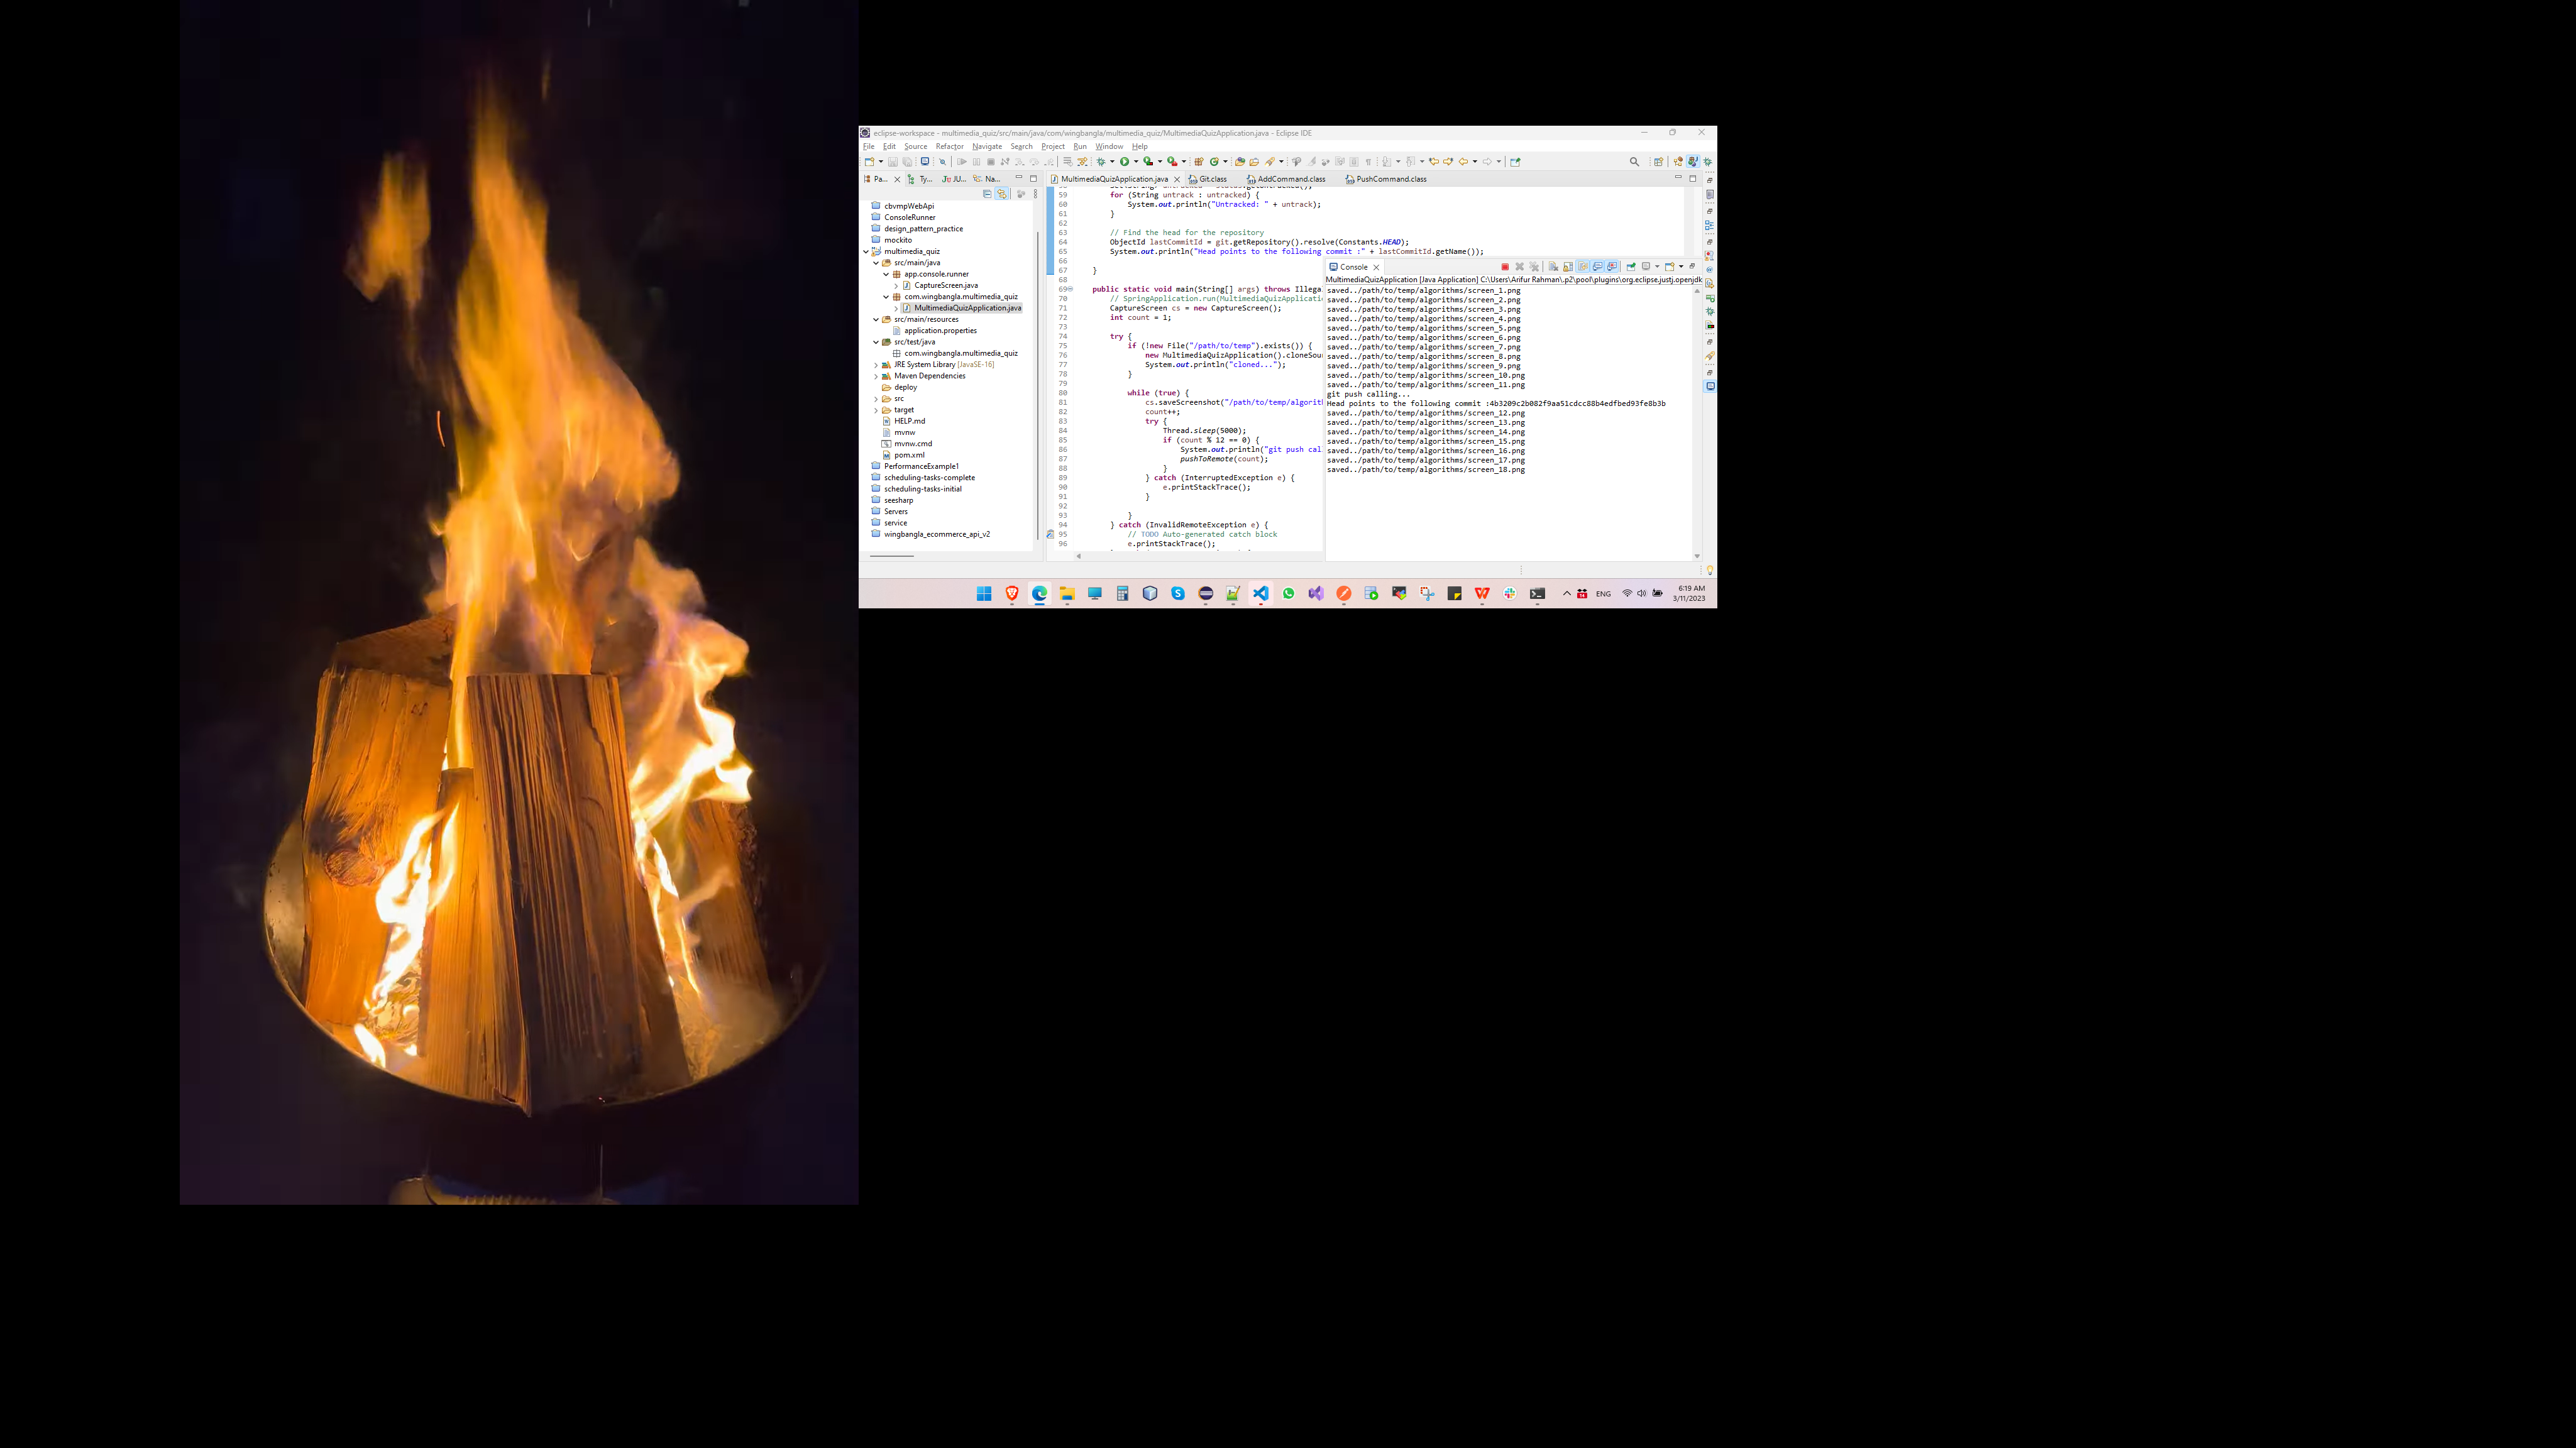 eclipse-workspace - multimedia_quiz/src/main/java/com/wingbangla/multimedia_quiz/MultimediaQuizApplication.java - Eclipse IDE
File Edit Source Refactor Navigate Search Project Run Window Help
Pa... Ty... JU... Na...
cbvmpWebApi
ConsoleRunner
design_pattern_practice
mockito
multimedia_quiz
src/main/java
app.console.runner
CaptureScreen.java
com.wingbangla.multimedia_quiz
MultimediaQuizApplication.java
src/main/resources
application.properties
src/test/java
com.wingbangla.multimedia_quiz
JRE System Library [JavaSE-16]
Maven Dependencies
deploy
src
target
HELP.md
mvnw
mvnw.cmd
pom.xml
PerformanceExample1
scheduling-tasks-complete
scheduling-tasks-initial
seesharp
Servers
service
wingbangla_ecommerce_api_v2
MultimediaQuizApplication.java Git.class AddCommand.class PushCommand.class
59 for (String untrack : untracked) {
60 System.out.println("Untracked: " + untrack);
61 }
62
63 // Find the head for the repository
64 ObjectId lastCommitId = git.getRepository().resolve(Constants.HEAD);
65 System.out.println("Head points to the following commit :" + lastCommitId.getName());
66
67 }
68
69 public static void main(String[] args) throws Illega
70 // SpringApplication.run(MultimediaQuizApplicati
71 CaptureScreen cs = new CaptureScreen();
72 int count = 1;
73
74 try {
75 if (!new File("/path/to/temp").exists()) {
76 new MultimediaQuizApplication().cloneSou
77 System.out.println("cloned...");
78 }
79
80 while (true) {
81 cs.saveScreenshot("/path/to/temp/algorit
82 count++;
83 try {
84 Thread.sleep(5000);
85 if (count % 12 == 0) {
86 System.out.println("git push cal
87 pushToRemote(count);
88 }
89 } catch (InterruptedException e) {
90 e.printStackTrace();
91 }
92
93 }
94 } catch (InvalidRemoteException e) {
95 // TODO Auto-generated catch block
96 e.printStackTrace();
Console
MultimediaQuizApplication [Java Application] C:\Users\Arifur Rahman\.p2\pool\plugins\org.eclipse.justj.openjdk
saved../path/to/temp/algorithms/screen_1.png
saved../path/to/temp/algorithms/screen_2.png
saved../path/to/temp/algorithms/screen_3.png
saved../path/to/temp/algorithms/screen_4.png
saved../path/to/temp/algorithms/screen_5.png
saved../path/to/temp/algorithms/screen_6.png
saved../path/to/temp/algorithms/screen_7.png
saved../path/to/temp/algorithms/screen_8.png
saved../path/to/temp/algorithms/screen_9.png
saved../path/to/temp/algorithms/screen_10.png
saved../path/to/temp/algorithms/screen_11.png
git push calling...
Head points to the following commit :4b3209c2b082f9aa51cdcc88b4edfbed93fe8b3b
saved../path/to/temp/algorithms/screen_12.png
saved../path/to/temp/algorithms/screen_13.png
saved../path/to/temp/algorithms/screen_14.png
saved../path/to/temp/algorithms/screen_15.png
saved../path/to/temp/algorithms/screen_16.png
saved../path/to/temp/algorithms/screen_17.png
saved../path/to/temp/algorithms/screen_18.png
ENG
6:19 AM
3/11/2023